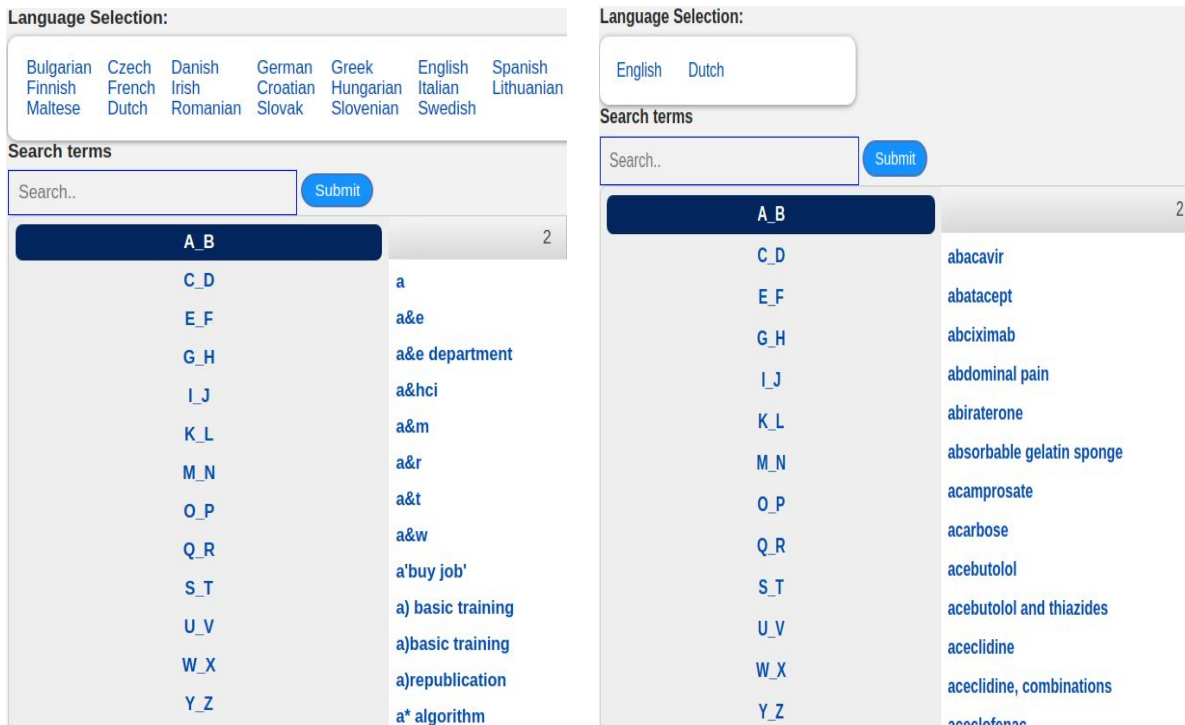 Language Selection:
Bulgarian Czech Danish German Greek English Spanish
Finnish French Irish Croatian Hungarian Italian Lithuanian
Maltese Dutch Romanian Slovak Slovenian Swedish
Search terms
Search..
Submit
A_B
2
C_D
E_F
G_H
I_J
K_L
M_N
O_P
Q_R
S_T
U_V
W_X
Y_Z
a
a&e
a&e department
a&hci
a&m
a&r
a&t
a&w
a'buy job'
a) basic training
a)basic training
a)republication
a* algorithm
Language Selection:
English Dutch
Search terms
Search..
Submit
A_B
2
C_D
E_F
G_H
I_J
K_L
M_N
O_P
Q_R
S_T
U_V
W_X
Y_Z
abacavir
abatacept
abciximab
abdominal pain
abiraterone
absorbable gelatin sponge
acamprosate
acarbose
acebutolol
acebutolol and thiazides
aceclidine
aceclidine, combinations
aceclofenac